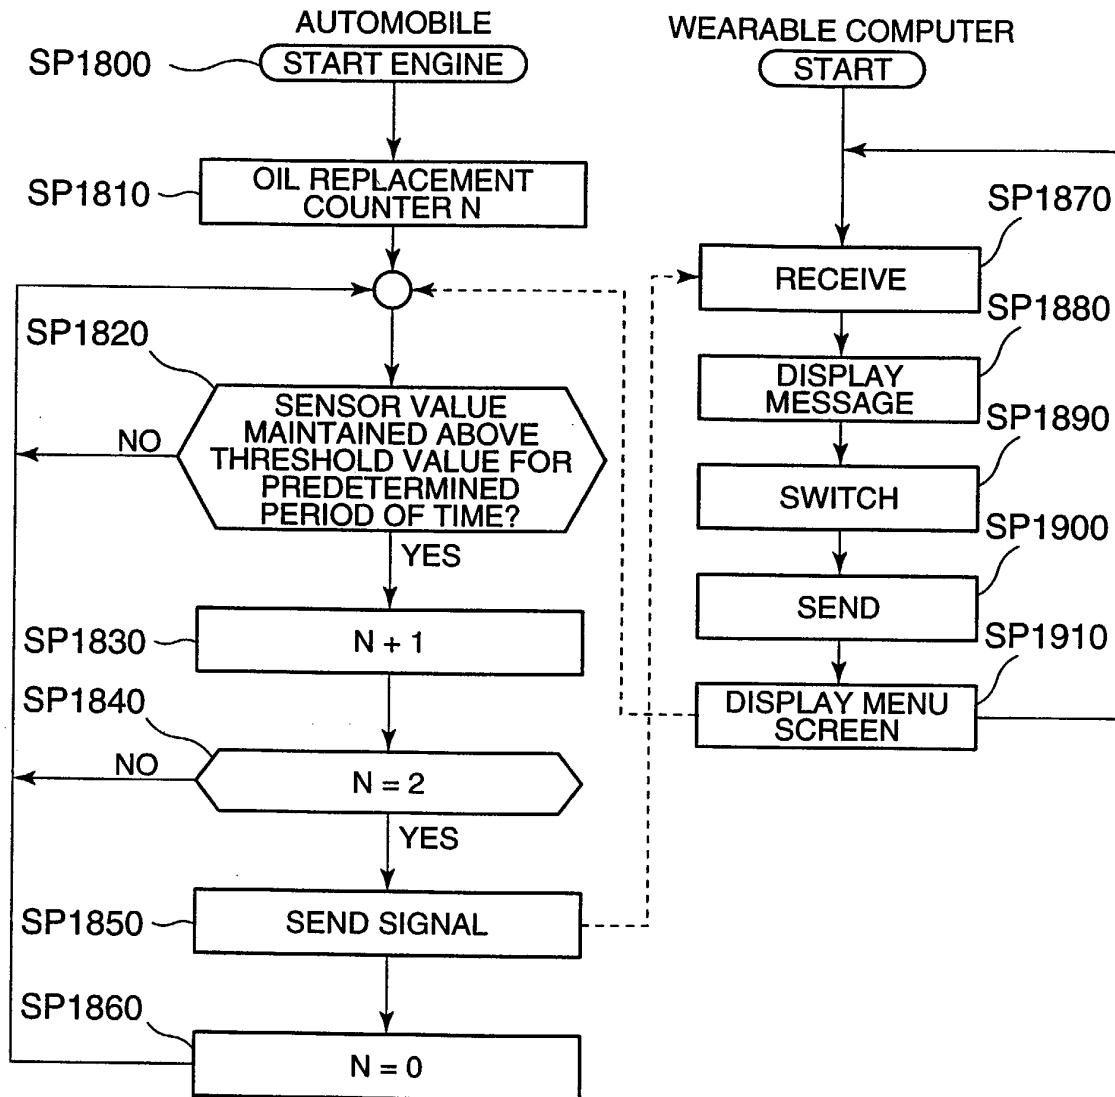 AUTOMOBILE
SP1800
START ENGINE
SP1810
OIL REPLACEMENT
COUNTER N
SP1820
SENSOR VALUE
MAINTAINED ABOVE
THRESHOLD VALUE FOR
PREDETERMINED
PERIOD OF TIME?
NO
YES
SP1830
N + 1
SP1840
N = 2
NO
YES
SP1850
SEND SIGNAL
SP1860
N = 0
WEARABLE COMPUTER
START
SP1870
RECEIVE
SP1880
DISPLAY
MESSAGE
SP1890
SWITCH
SP1900
SEND
SP1910
DISPLAY MENU
SCREEN